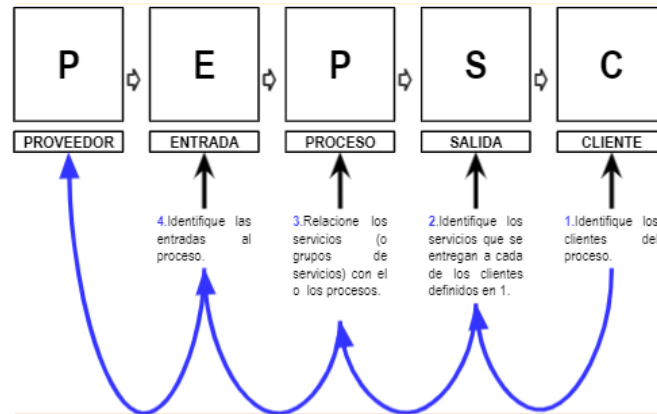 P
E
P
S
C
PROVEEDOR
ENTRADA
PROCESO
SALIDA
CLIENTE
4.Identifique las
entradas al
proceso.
3.Relacione los
servicios (o
grupos de
servicios) con el
o los procesos.
2.Identifique los
servicios que se
entregan a cada
de los clientes
definidos en 1.
1.Identifique los
clientes del
proceso.